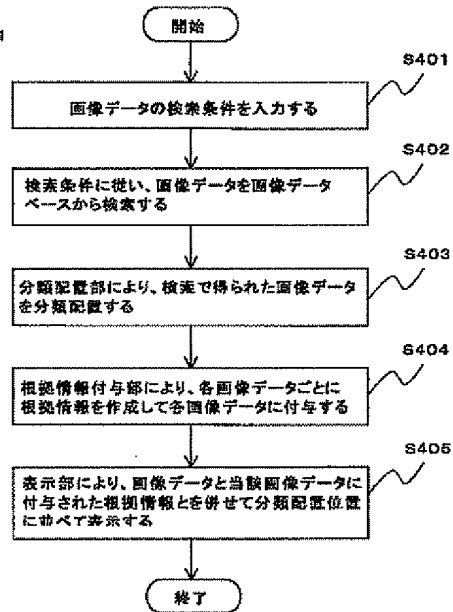 開始
S401
画像データの検索条件を入力する
S402
検索条件に従い、画像データを画像データ
ベースから検索する
S403
分類配置部により、検索で得られた画像データ
を分類配置する
S404
根拠情報付与部により、各画像データごとに
根拠情報を作成して各画像データに付与する
S405
表示部により、画像データと当該画像データに
付与された根拠情報とを併せて分類配置位置
に並べて表示する
終了